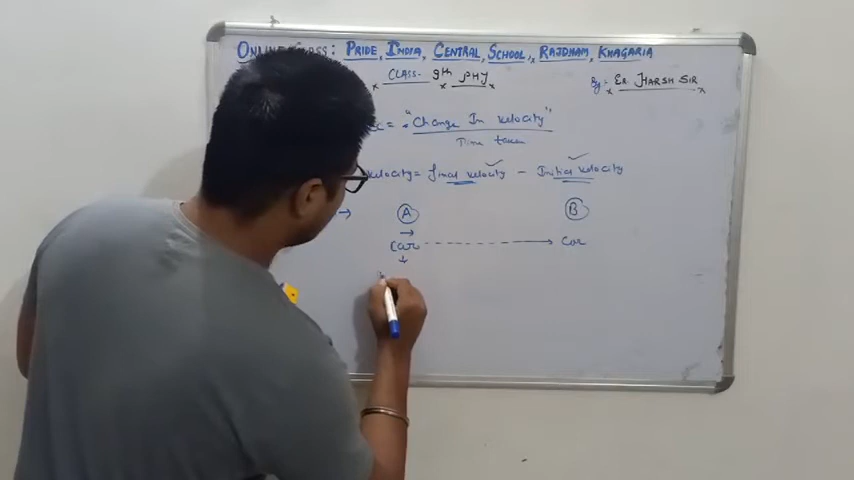 ONLINE CLASS: PRIDE, INDIA, CENTRAL, SCHOOL, RAJDHAM, KHAGARIA
CLASS- 9th PHY
By:- ER HARSH SIR
= "Change In velocity"
Time taken
velocity = final velocity - Initial velocity
→ A B
Car Car